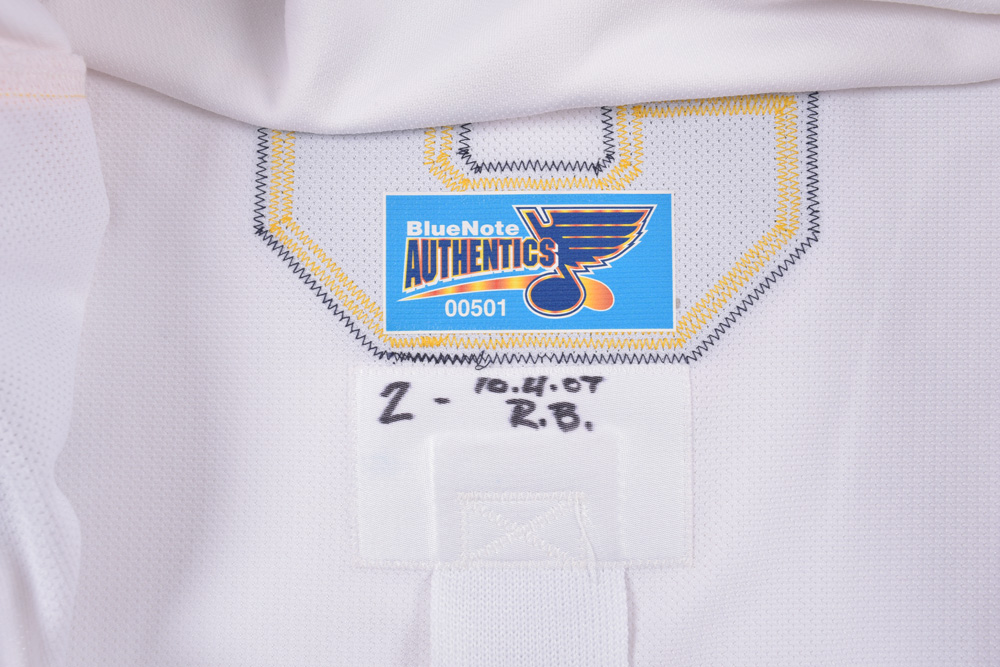 BlueNote
AUTHENTICS
00501
2 - 10.4.07
R.B.